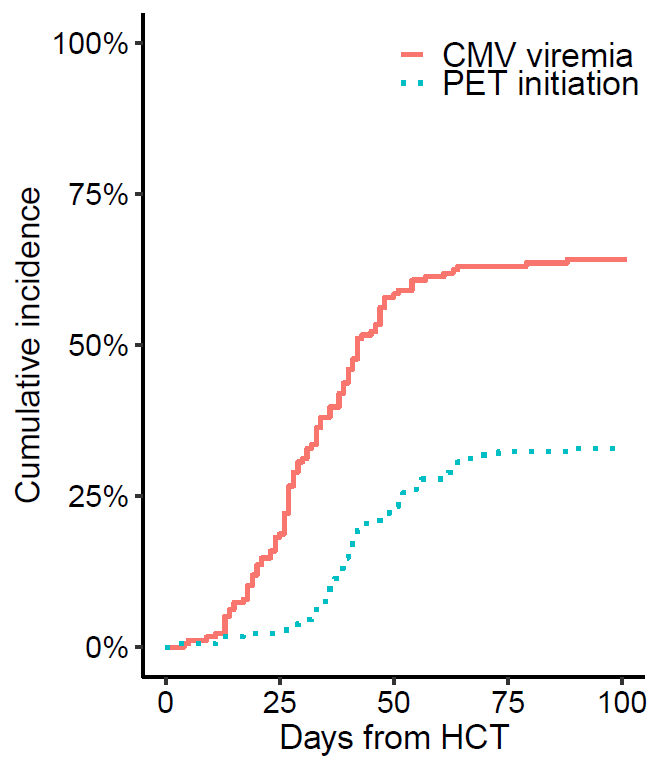 100%
CMV viremia
PET initiation
75%
Cumulative incidence
50%
25%
0%
0 25 50 75 100
Days from HCT